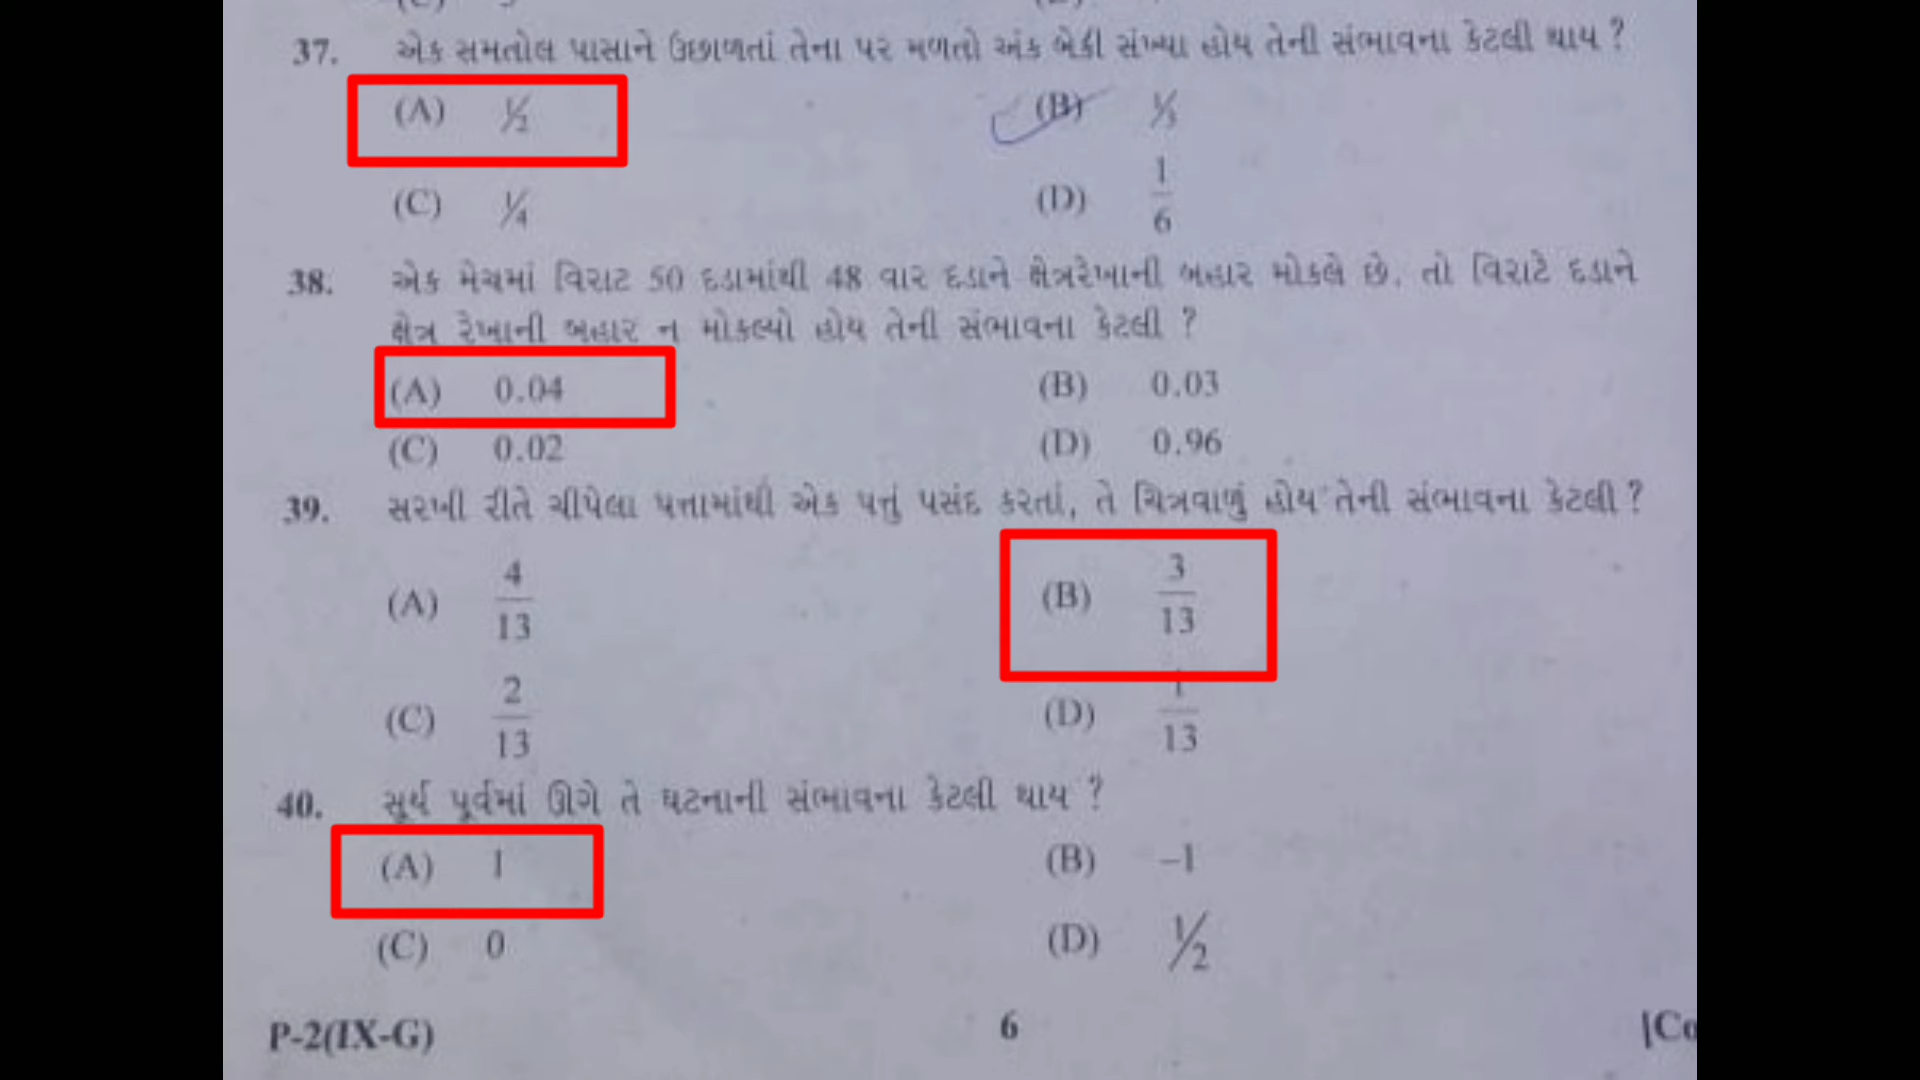 37. એક સમતોલ પાસાને ઉછાળતાં તેના પર મળતો અંક બેકી સંખ્યા હોય તેની સંભાવના કેટલી થાય ?
(A) 1/2 (B) 1/3
(C) 1/4 (D) 1/6
38. એક મેચમાં વિરાટ 50 દડામાંથી 48 વાર દડાને ક્ષેત્રરેખાની બહાર મોકલે છે. તો વિરાટે દડાને
ક્ષેત્ર રેખાની બહાર ન મોકલ્યો હોય તેની સંભાવના કેટલી ?
(A) 0.04 (B) 0.03
(C) 0.02 (D) 0.96
39. સરખી રીતે ચીપેલા પત્તામાંથી એક પત્તું પસંદ કરતાં, તે ચિત્રવાળું હોય તેની સંભાવના કેટલી ?
(A) 4/13 (B) 3/13
(C) 2/13 (D) 1/13
40. સૂર્ય પૂર્વમાં ઊગે તે ઘટનાની સંભાવના કેટલી થાય ?
(A) 1 (B) –1
(C) 0 (D) 1/2
P-2(IX-G) 6 [Co